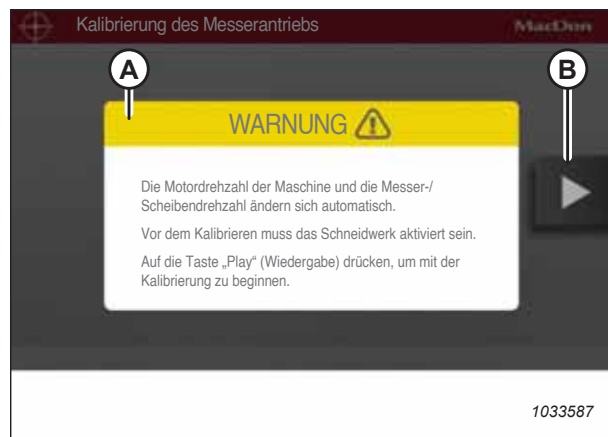 Kalibrierung des Messerantriebs
MacDon
A
B
WARNUNG
Die Motordrehzahl der Maschine und die Messer-/
Scheibendrehzahl ändern sich automatisch.
Vor dem Kalibrieren muss das Schneidwerk aktiviert sein.
Auf die Taste „Play“ (Wiedergabe) drücken, um mit der
Kalibrierung zu beginnen.
1033587